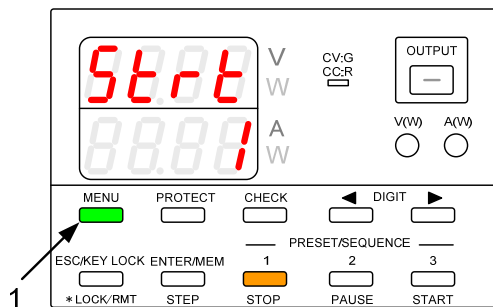 Strt
V
W
CV:G
CC:R
OUTPUT
1
A
W
V(W) A(W)
MENU PROTECT CHECK ◄ DIGIT ►
PRESET/SEQUENCE
ESC/KEY LOCK ENTER/MEM 1 2 3
1
*LOCK/RMT STEP STOP PAUSE START